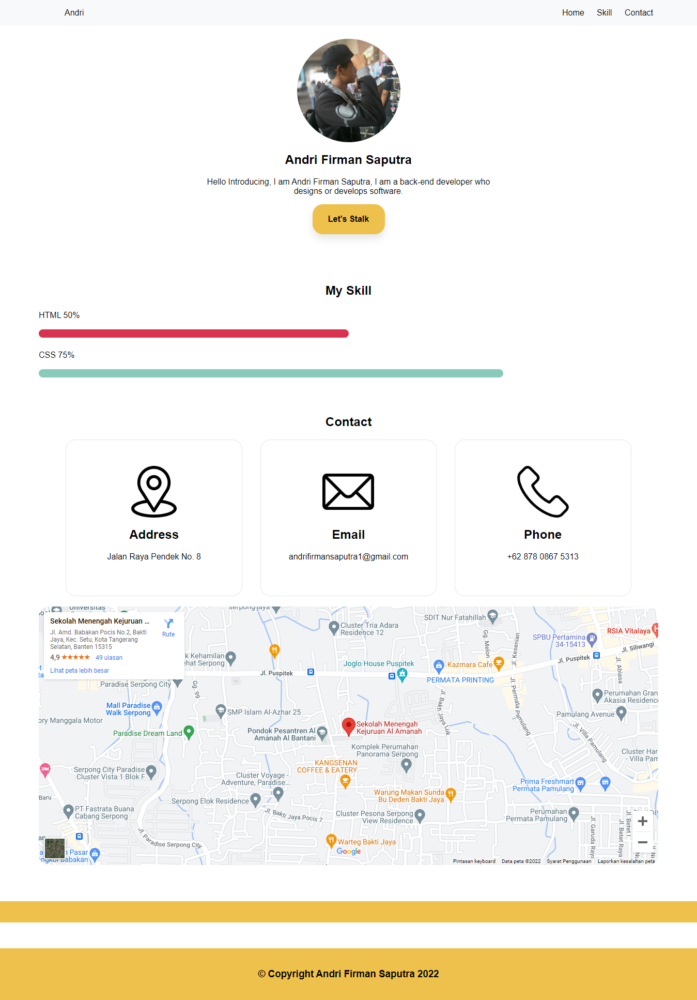 Andri
Home Skill Contact
Andri Firman Saputra
Hello Introducing, I am Andri Firman Saputra, I am a back-end developer who
designs or develops software.
Let's Stalk
My Skill
HTML 50%
CSS 75%
Contact
Address
Jalan Raya Pendek No. 8
Email
andrifirmansaputra1@gmail.com
Phone
+62 878 0867 5313
Universitas
Serpong Jaya
Sekolah Menengah Kejuruan ...
Jl. Amd. Babakan Pocis No.2, Bakti
Jaya, Kec. Setu, Kota Tangerang
Selatan, Banten 15315
4,9
49 ulasan
Lihat peta lebih besar
Rute
Cluster Tria Adara
Residence 12
SDIT Nur Fatahillah
Gg. Melon
Jl. Kesenian
SPBU Pertamina
34-15413
RSIA Vitalaya
Jl. Siliwangi
k Kehamilan
ehat Serpong
Joglo House Puspitek
Kazmara Cafe
Jl. Puspitek
Jl. Abiasa
Jl. Puspitek
PERMATA PRINTING
Paradise Serpong City
Gg. 99
Jl. Permata Pamulang
Jl. Bakti Jaya Luk
Perumahan Gran
Akasia Residenc
Mall Paradise
Walk Serpong
SMP Islam Al-Azhar 25
Pamulang Avenue
ory Manggala Motor
Sekolah Menengah
Kejuruan Al Amanah
Paradise Dream Land
Pondok Pesantren Al
Amanah Al Bantani
Jl. Villa Pamulang
Komplek Perumahan
Panorama Serpong
Cluster Har
- Villa Pam
KANGSENAN
COFFEE & EATERY
Serpong City Paradise
Cluster Vista 1 Blok F
Cluster Voyage -
Adventure, Paradise...
Prima Freshmart
Permata Pamulang
Warung Makan Sunda
Bu Deden Bakti Jaya
Baru
Serpong Elok Residence
PT Fastrata Buana
Cabang Serpong
Jl. Bakti Jaya Pocis 7
Cluster Pesona Serpong
View Residence
Perumahan
Permata Pamulang
Jl. Garuda Raya
Jl. Betet I
Jl. Betet Raya
Jl. Paradise Serpong City
Warteg Bakti Jaya
Pasar
Babakan
Google
Pintasan keyboard Data peta ©2022 Syarat Penggunaan Laporkan kesalahan peta
© Copyright Andri Firman Saputra 2022